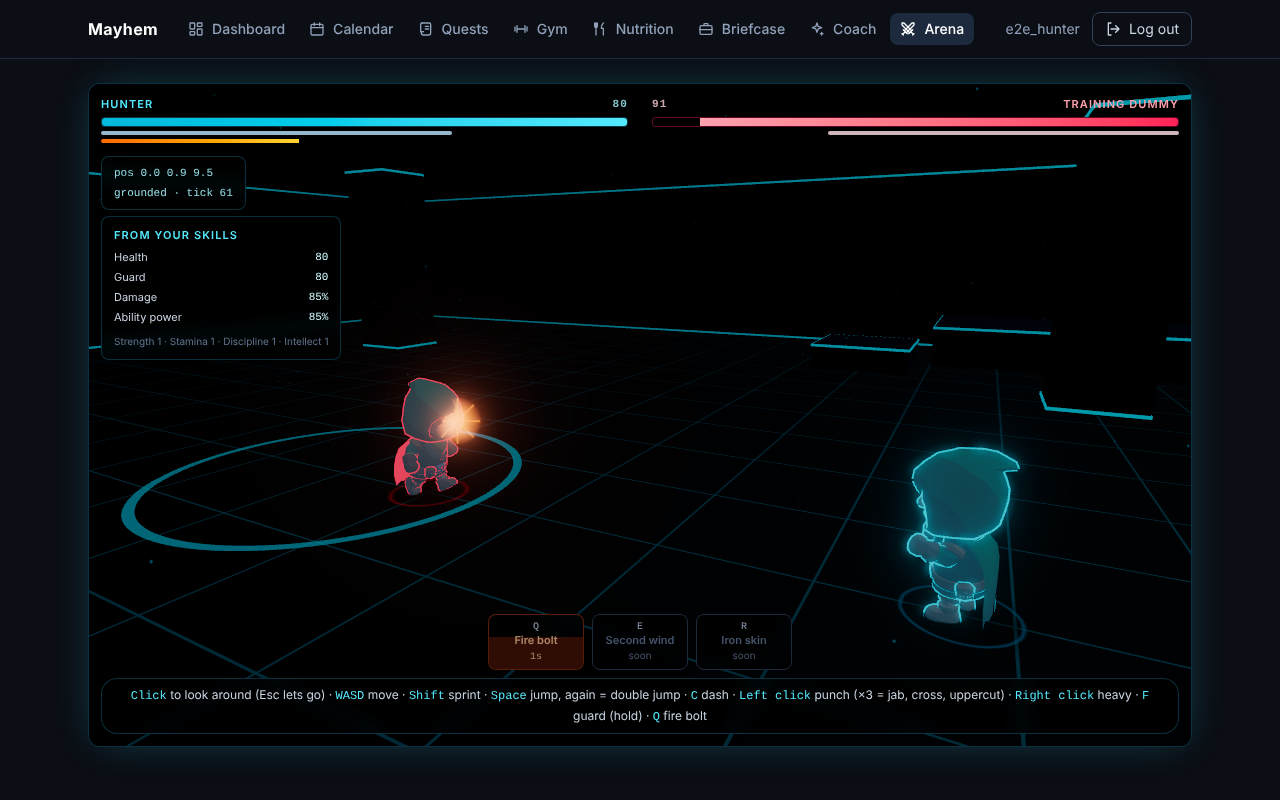 Mayhem Dashboard Calendar Quests Gym Nutrition Briefcase Coach Arena e2e_hunter Log out
HUNTER 80 91 TRAINING DUMMY
pos 0.0 0.9 9.5
grounded · tick 61
FROM YOUR SKILLS
Health 80
Guard 80
Damage 85%
Ability power 85%
Strength 1 · Stamina 1 · Discipline 1 · Intellect 1
Q E R
Fire bolt Second wind Iron skin
1s soon soon
Click to look around (Esc lets go) · WASD move · Shift sprint · Space jump, again = double jump · C dash · Left click punch (×3 = jab, cross, uppercut) · Right click heavy · F
guard (hold) · Q fire bolt